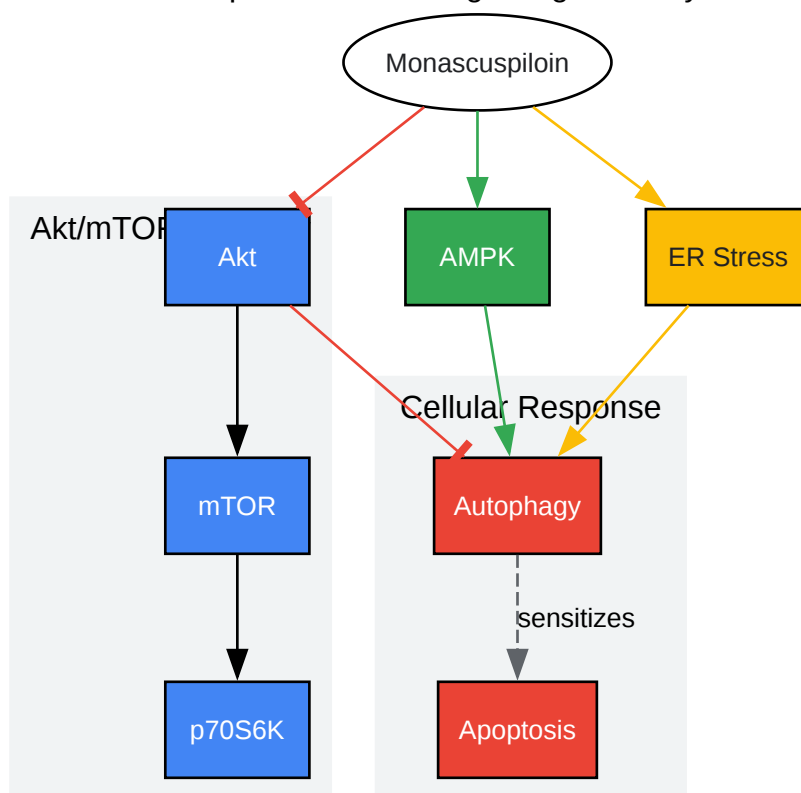 Monascuspiloin
Akt/mTOR
Akt
AMPK
ER Stress
Cellular Response
mTOR
Autophagy
sensitizes
p70S6K
Apoptosis